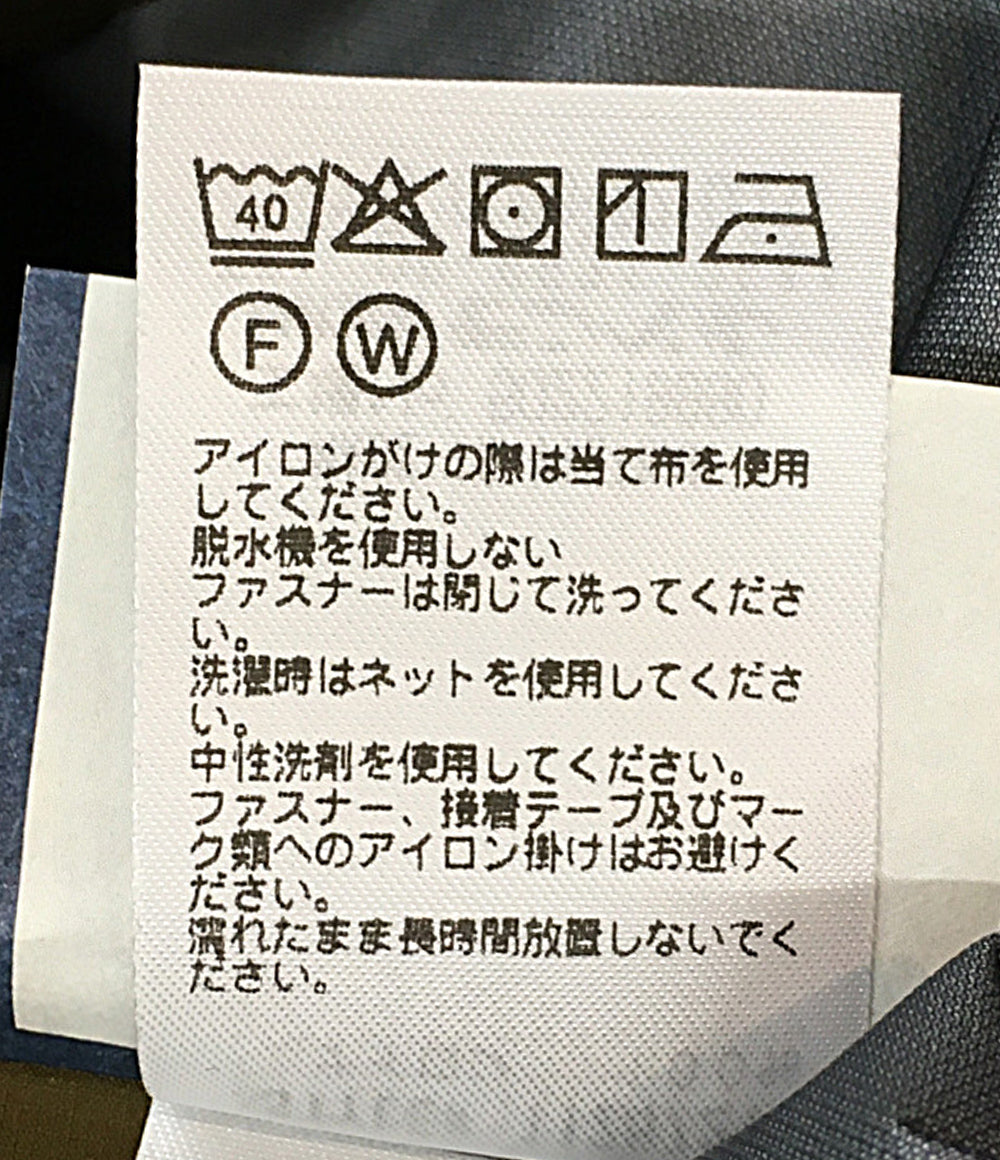 40
F W
アイロンがけの際は当て布を使用
してください。
脱水機を使用しない
ファスナーは閉じて洗ってくださ
い。
洗濯時はネットを使用してくださ
い。
中性洗剤を使用してください。
ファスナー、接着テープ及びマー
ク類へのアイロン掛けはお避けく
ださい。
濡れたまま長時間放置しないでく
ださい。